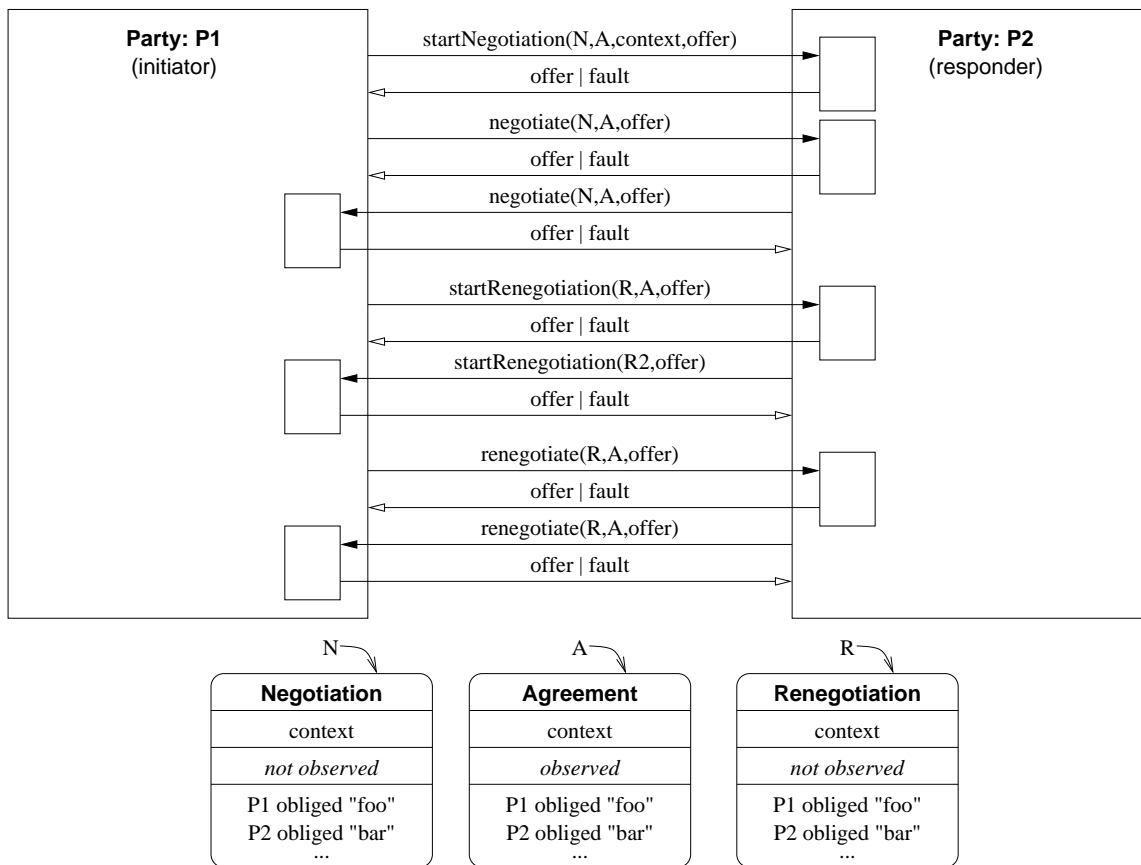 Party: P1
(initiator)
Party: P2
(responder)
startNegotiation(N,A,context,offer)
offer | fault
negotiate(N,A,offer)
offer | fault
negotiate(N,A,offer)
offer | fault
startRenegotiation(R,A,offer)
offer | fault
startRenegotiation(R2,offer)
offer | fault
renegotiate(R,A,offer)
offer | fault
renegotiate(R,A,offer)
offer | fault
N
Negotiation
context
not observed
P1 obliged "foo"
P2 obliged "bar"
...
A
Agreement
context
observed
P1 obliged "foo"
P2 obliged "bar"
...
R
Renegotiation
context
not observed
P1 obliged "foo"
P2 obliged "bar"
...